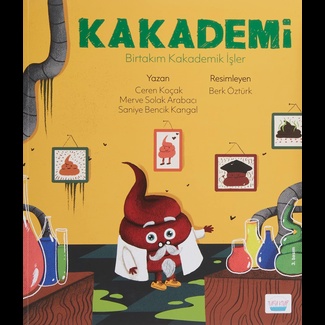 KAKADEMİ
Birtakım Kakademik İşler
Yazan
Ceren Koçak
Merve Solak Arabacı
Saniye Bencik Kangal
Resimleyen
Berk Öztürk